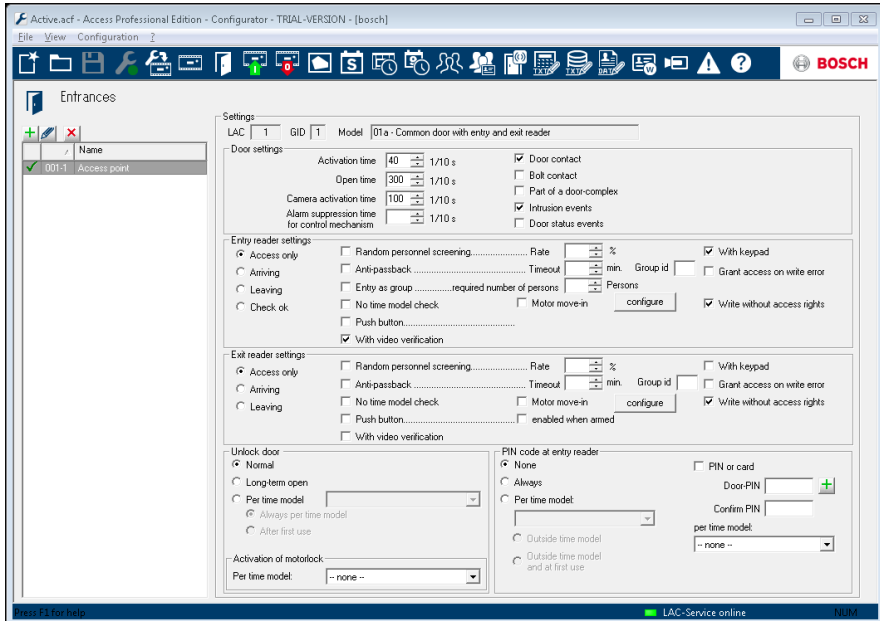 Active.acf - Access Professional Edition - Configurator - TRIAL-VERSION - [bosch]
File View Configuration ?
BOSCH
Entrances
Name
001-1 Access point
Settings
LAC 1 GID 1 Model 01a - Common door with entry and exit reader
Door settings
Activation time 40 1/10 s
Open time 300 1/10 s
Camera activation time 100 1/10 s
Alarm suppression time
for control mechanism 1/10 s
Door contact
Bolt contact
Part of a door-complex
Intrusion events
Door status events
Entry reader settings
Access only
Arriving
Leaving
Check ok
Random personnel screening..................... Rate %
Anti-passback .......................................... Timeout min. Group id
Entry as group ...............required number of persons Persons
No time model check Motor move-in configure
Push button.......................................
With video verification
With keypad
Grant access on write error
Write without access rights
Exit reader settings
Access only
Arriving
Leaving
Random personnel screening..................... Rate %
Anti-passback .......................................... Timeout min. Group id
No time model check Motor move-in configure
Push button....................................... enabled when armed
With video verification
With keypad
Grant access on write error
Write without access rights
Unlock door
Normal
Long-term open
Per time model
Always per time model
After first use
Activation of motorlock
Per time model: -- none --
PIN code at entry reader
None
Always
Per time model:
Outside time model
Outside time model
and at first use
PIN or card
Door-PIN
Confirm PIN
per time model:
-- none --
Press F1 for help LAC-Service online NUM